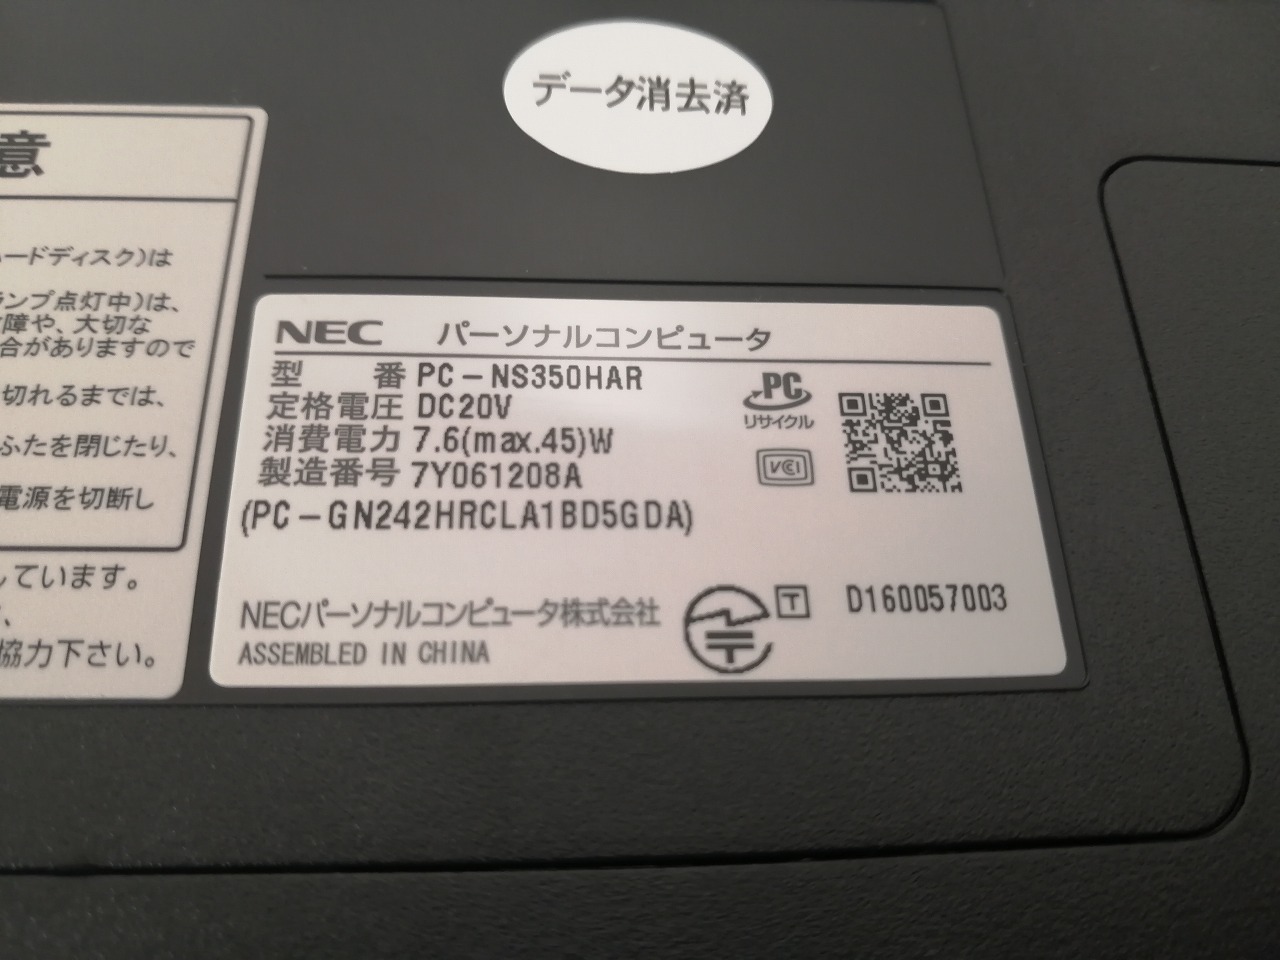 データ消去済
意
ードディスク)は
ンプ点灯中)は、
障や、大切な
合がありますので
切れるまでは、
ふたを閉じたり、
電源を切断し
しています。
協力下さい。
NEC パーソナルコンピュータ
型 番 PC-NS350HAR
定格電圧 DC20V
消費電力 7.6(max.45)W
製造番号 7Y061208A
(PC-GN242HRCLA1BD5GDA)
PC
リサイクル
VCCI
NECパーソナルコンピュータ株式会社
ASSEMBLED IN CHINA
T D160057003